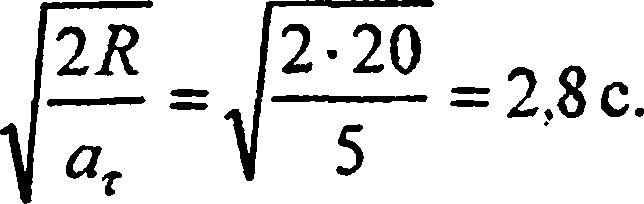 √(2R/a_τ) = √(2·20/5) = 2,8 с.